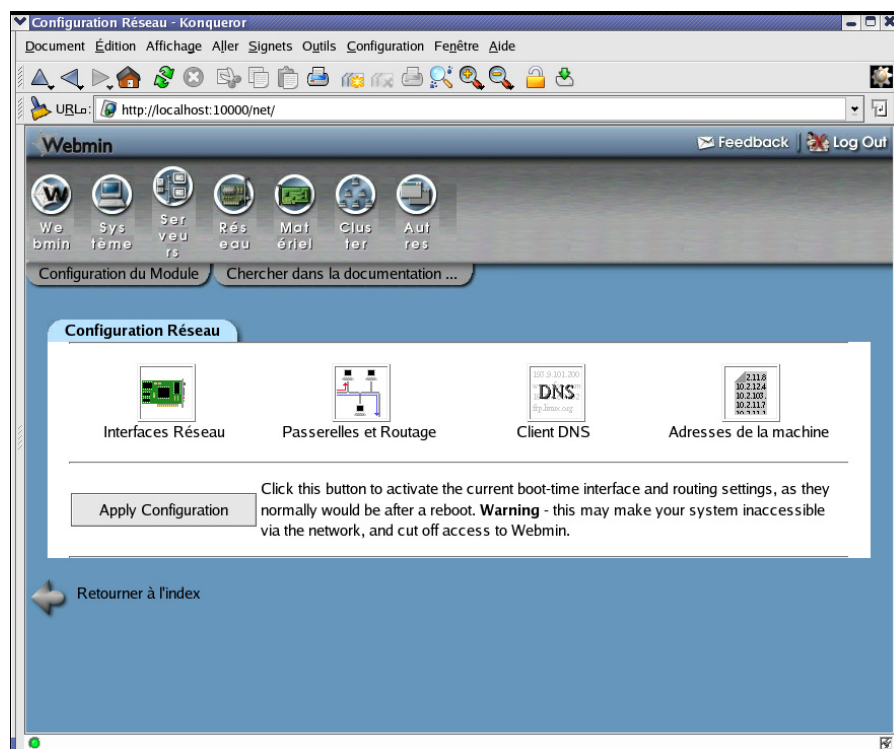 Configuration Réseau - Konqueror
Document Édition Affichage Aller Signets Outils Configuration Fenêtre Aide
URL: http://localhost:10000/net/
Webmin
Feedback
Log Out
We
bmin
Sys
tème
Ser
veu
rs
Rés
eau
Mat
ériel
Clus
ter
Aut
res
Configuration du Module
Chercher dans la documentation ...
Configuration Réseau
DNS
Interfaces Réseau
Passerelles et Routage
Client DNS
Adresses de la machine
Apply Configuration
Click this button to activate the current boot-time interface and routing settings, as they
normally would be after a reboot. Warning - this may make your system inaccessible
via the network, and cut off access to Webmin.
Retourner à l'index